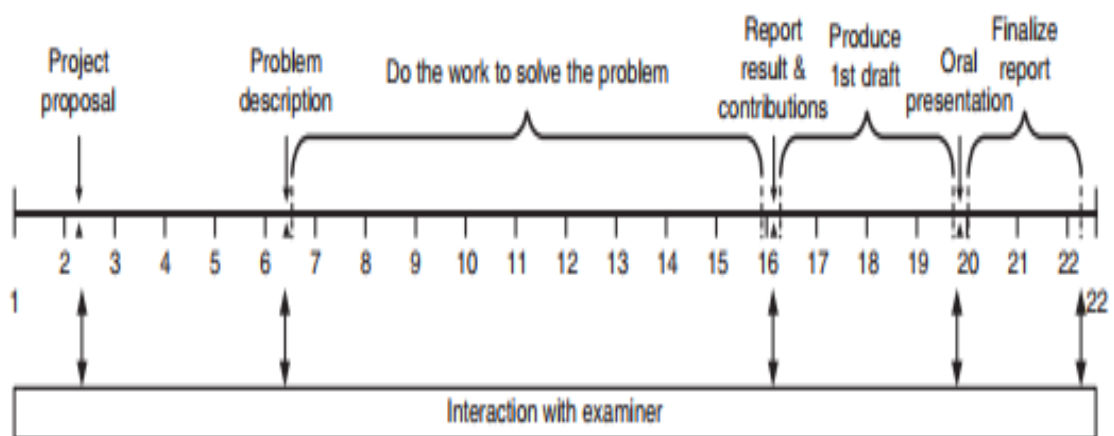 Project
proposal
Problem
description
Do the work to solve the problem
Report
result &
contributions
Produce
1st draft
Oral
presentation
Finalize
report
2 3 4 5 6 7 8 9 10 11 12 13 14 15 16 17 18 19 20 21 22
1 22
Interaction with examiner